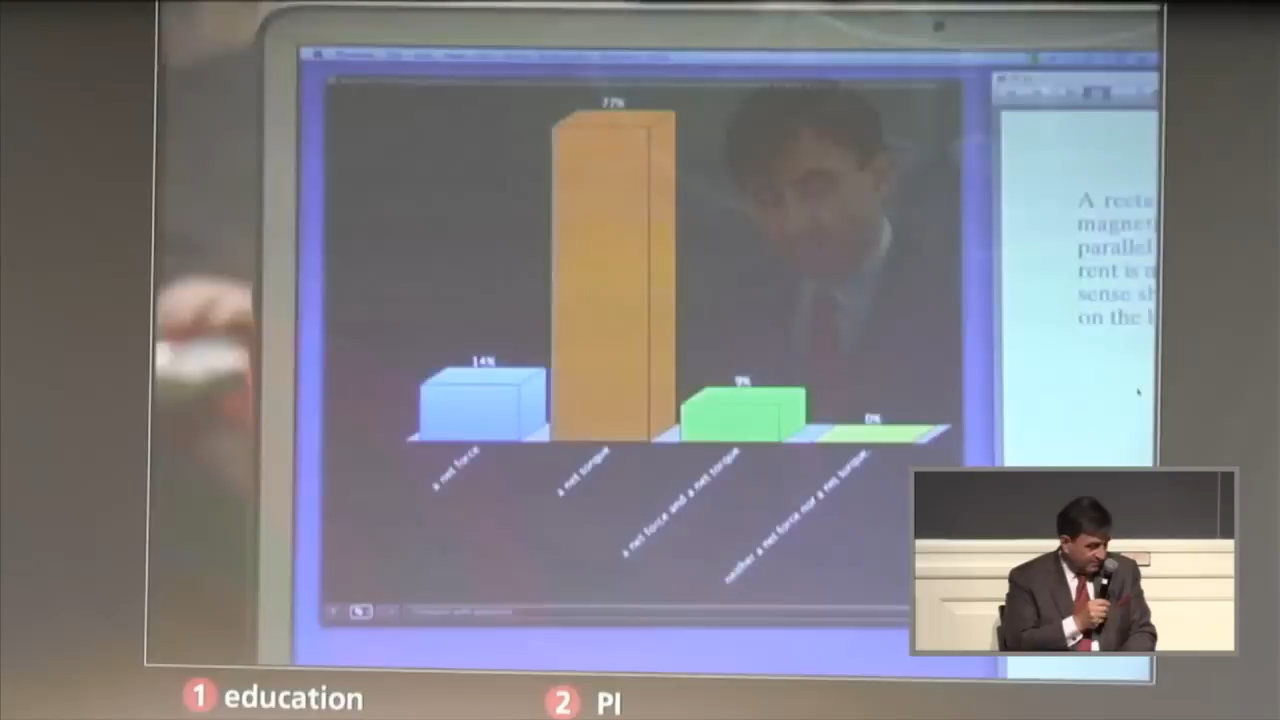 77%
14%
9%
0%
a net force
a net torque
a net force and a net torque
neither a net force nor a net torque
A recta
magnet
parallel
rent is n
sense sh
on the l
1 education
2 PI